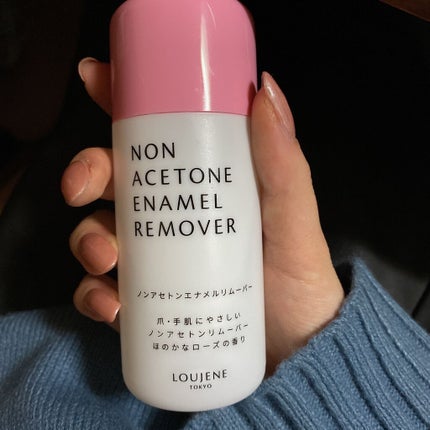 NON
ACETONE
ENAMEL
REMOVER
ノンアセトンエナメルリムーバー
爪・手肌にやさしい
ノンアセトンリムーバー
ほのかなローズの香り
LOUJENE
TOKYO